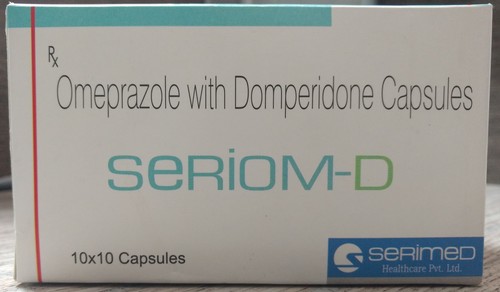 Rx
Omeprazole with Domperidone Capsules
SERIOM-D
10x10 Capsules
SERIMED
Healthcare Pvt. Ltd.